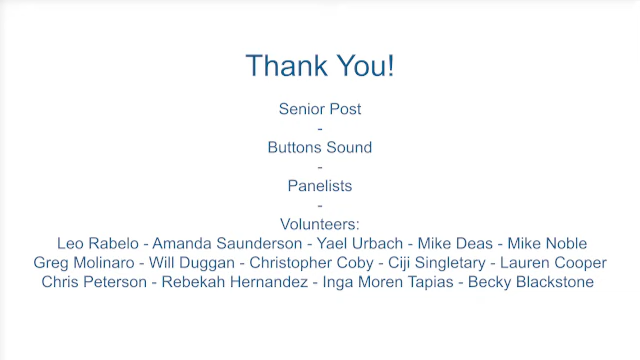 Thank You!
Senior Post
-
Buttons Sound
-
Panelists
-
Volunteers:
Leo Rabelo - Amanda Saunderson - Yael Urbach - Mike Deas - Mike Noble
Greg Molinaro - Will Duggan - Christopher Coby - Ciji Singletary - Lauren Cooper
Chris Peterson - Rebekah Hernandez - Inga Moren Tapias - Becky Blackstone